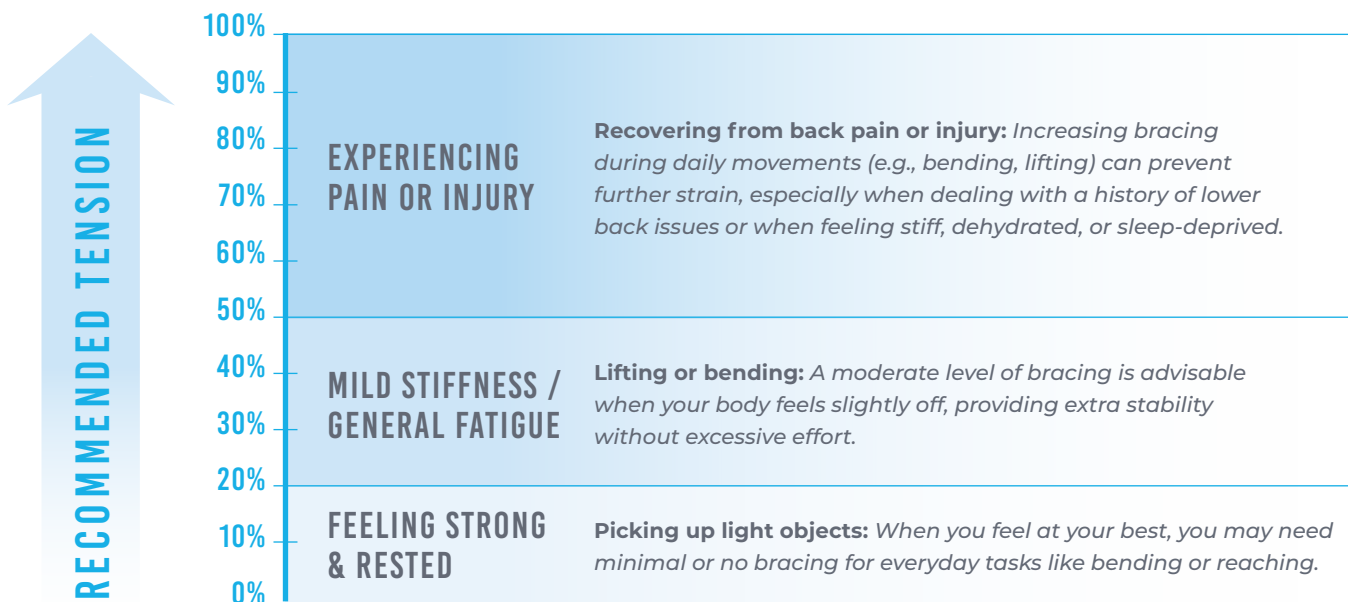 RECOMMENDED TENSION
100%
90%
80%
70%
60%
50%
40%
30%
20%
10%
0%
EXPERIENCING
PAIN OR INJURY
Recovering from back pain or injury: Increasing bracing
during daily movements (e.g., bending, lifting) can prevent
further strain, especially when dealing with a history of lower
back issues or when feeling stiff, dehydrated, or sleep-deprived.
MILD STIFFNESS /
GENERAL FATIGUE
Lifting or bending: A moderate level of bracing is advisable
when your body feels slightly off, providing extra stability
without excessive effort.
FEELING STRONG
& RESTED
Picking up light objects: When you feel at your best, you may need
minimal or no bracing for everyday tasks like bending or reaching.